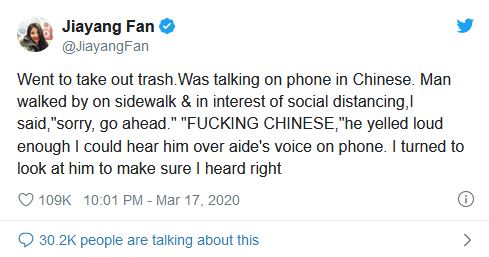 Jiayang Fan
@JiayangFan
Went to take out trash.Was talking on phone in Chinese. Man
walked by on sidewalk & in interest of social distancing,I
said,"sorry, go ahead." "FUCKING CHINESE,"he yelled loud
enough I could hear him over aide's voice on phone. I turned to
look at him to make sure I heard right
109K 10:01 PM - Mar 17, 2020
30.2K people are talking about this